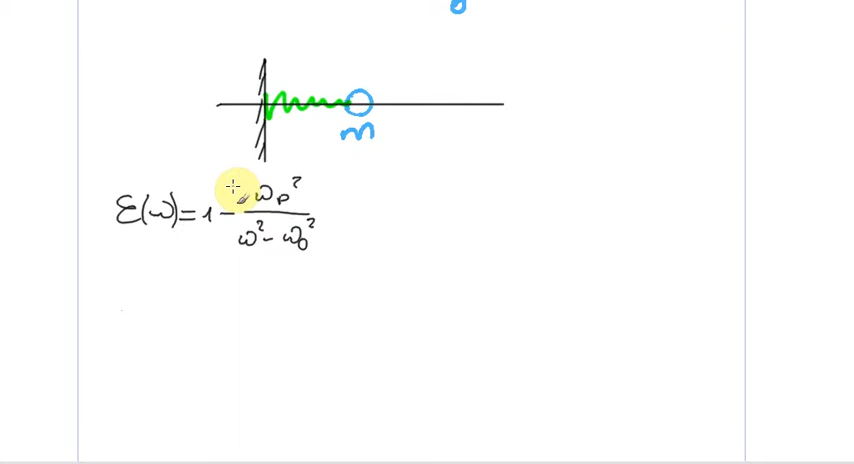 m
ε(ω) = 1 - ωp² / (ω² - ω0²)